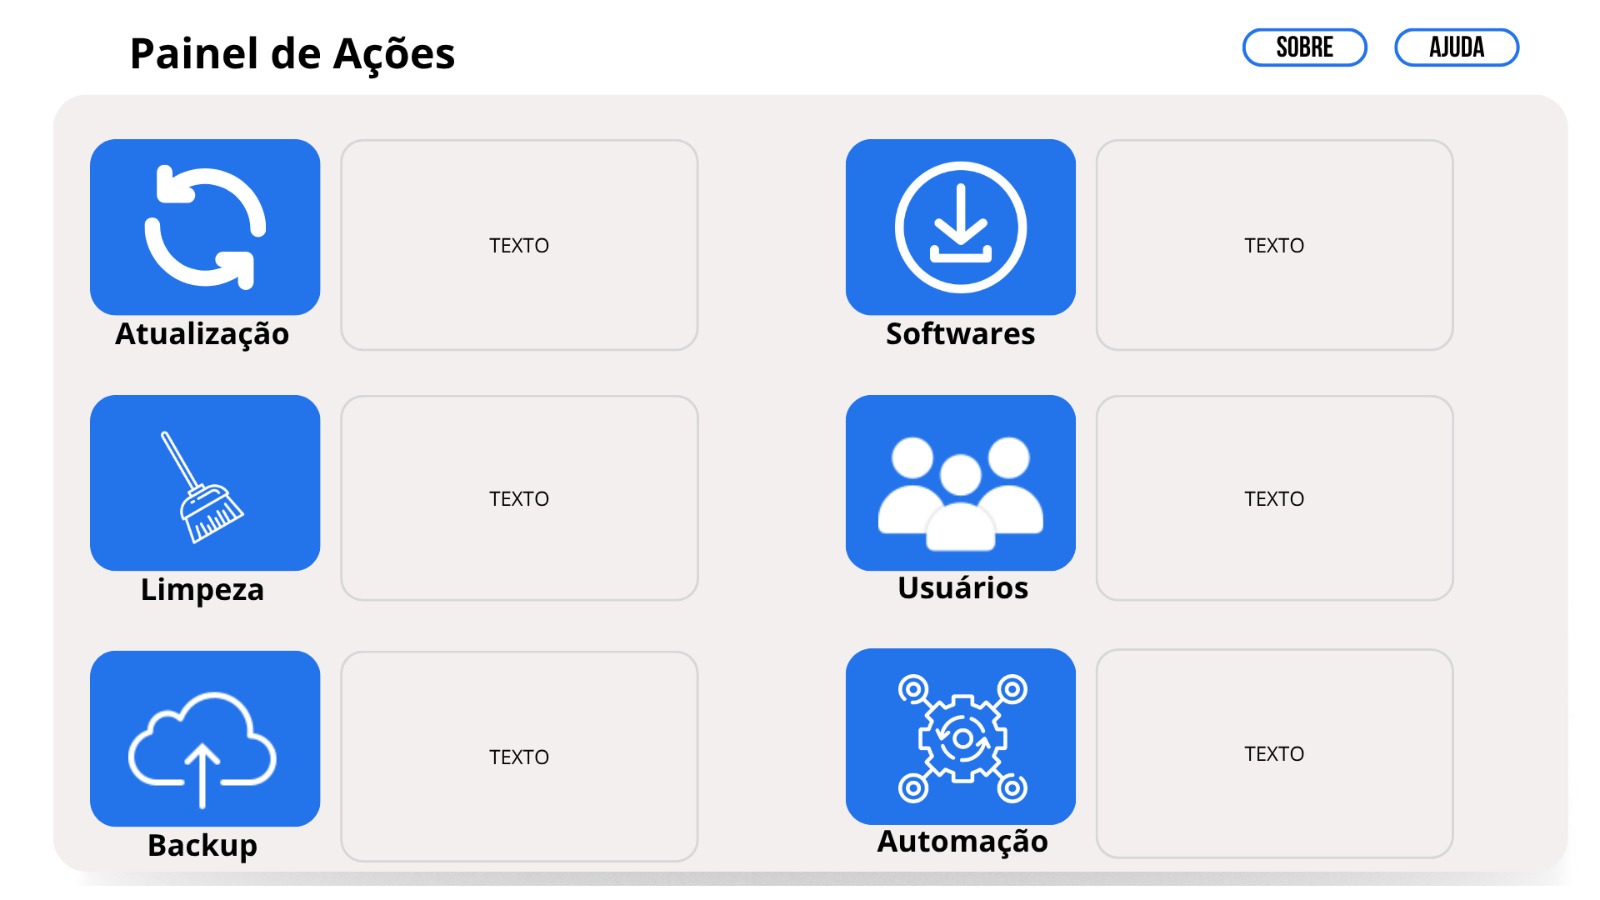 Painel de Ações
SOBRE
AJUDA
TEXTO
Atualização
TEXTO
Softwares
TEXTO
Limpeza
TEXTO
Usuários
TEXTO
Backup
TEXTO
Automação